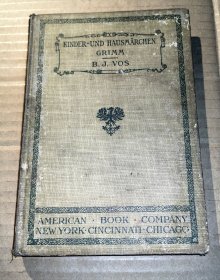 KINDER-UND HAUSMÄRCHEN
GRIMM
B. J. VOS
AMERICAN · BOOK · COMPANY
NEW YORK · CINCINNATI · CHICAGO ·